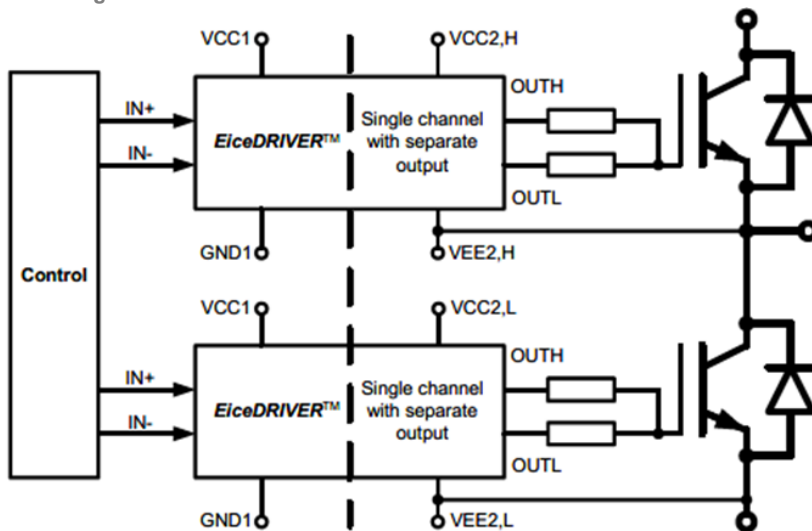 VCC1
VCC2,H
OUTH
IN+
IN-
EiceDRIVER™
Single channel
with separate
output
OUTL
GND1
VEE2,H
Control
VCC1
VCC2,L
OUTH
IN+
IN-
EiceDRIVER™
Single channel
with separate
output
OUTL
GND1
VEE2,L